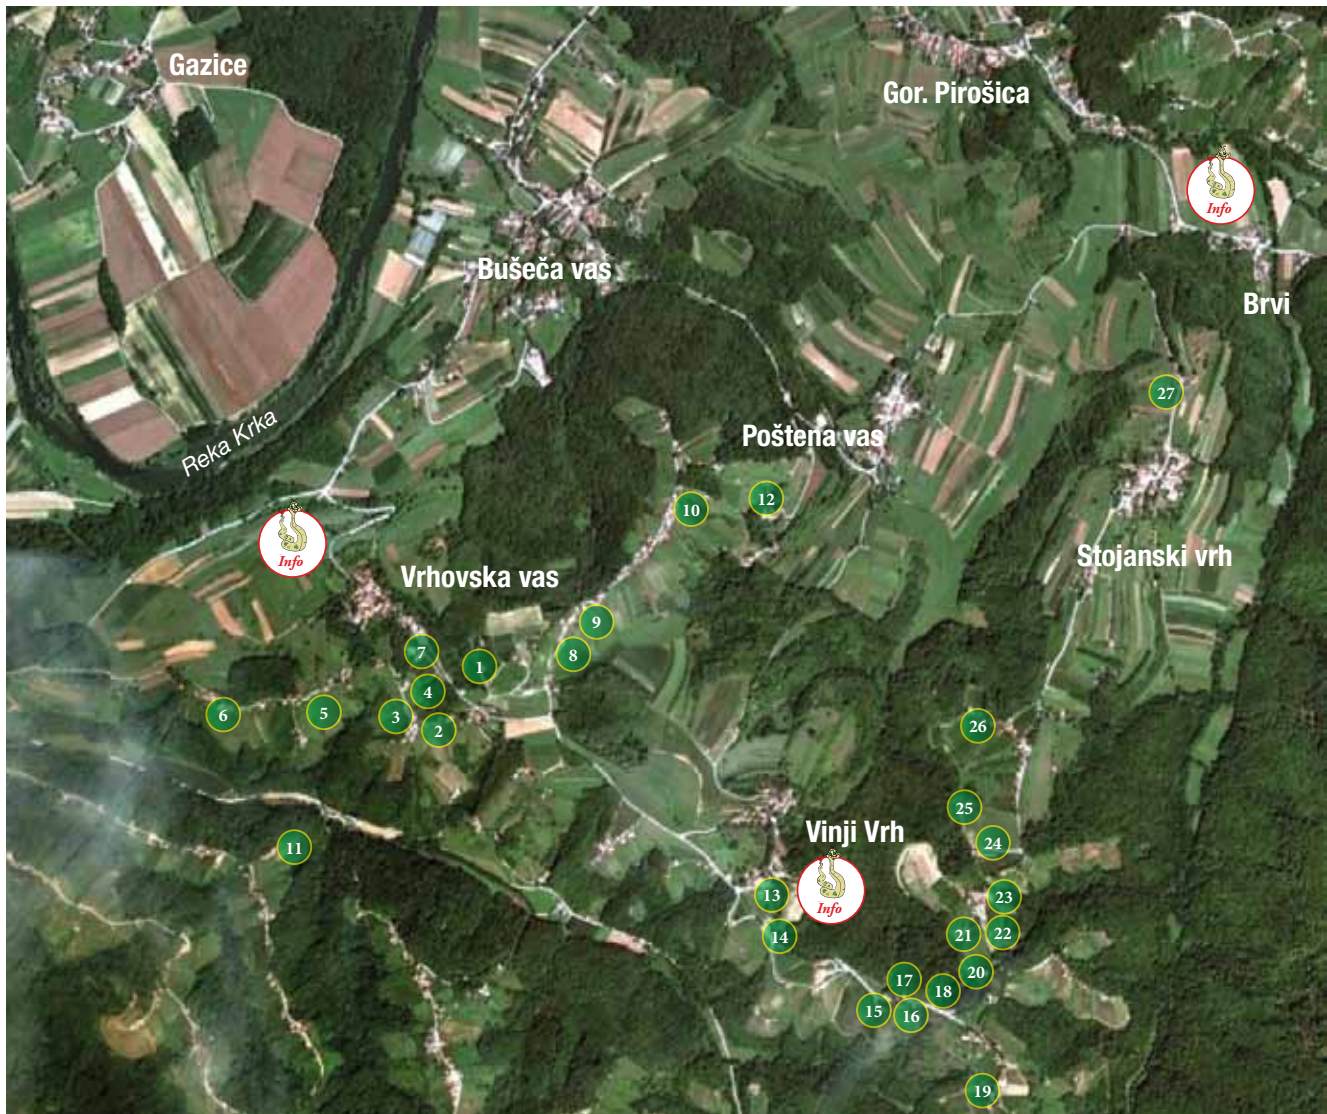 Gazice
Gor. Pirošica
Info
Bušeča vas
Brvi
27
Reka Krka
Poštena vas
12
10
Info
Stojanski vrh
Vrhovska vas
9
7
8
1
4
5
6
3
2
26
25
Vinji Vrh
24
11
13
Info
23
14
21
22
20
17
18
15
16
19